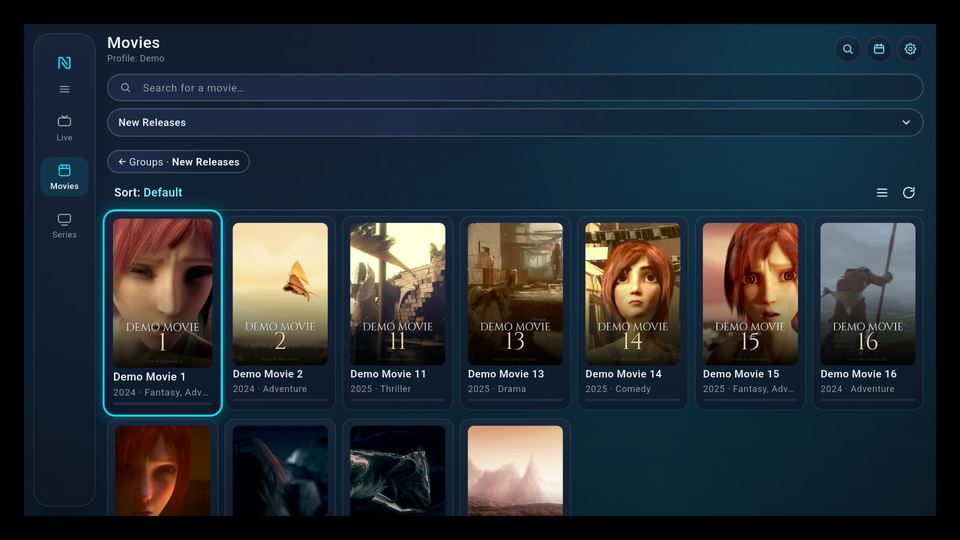 Movies
Profile: Demo
Search for a movie…
New Releases
Live
← Groups · New Releases
Movies
Sort: Default
Series
DEMO MOVIE
1
DEMO MOVIE
2
DEMO MOVIE
11
DEMO MOVIE
13
DEMO MOVIE
14
DEMO MOVIE
15
DEMO MOVIE
16
Demo Movie 1
2024 · Fantasy, Adv…
Demo Movie 2
2024 · Adventure
Demo Movie 11
2025 · Thriller
Demo Movie 13
2025 · Drama
Demo Movie 14
2025 · Comedy
Demo Movie 15
2025 · Fantasy, Adv…
Demo Movie 16
2024 · Adventure